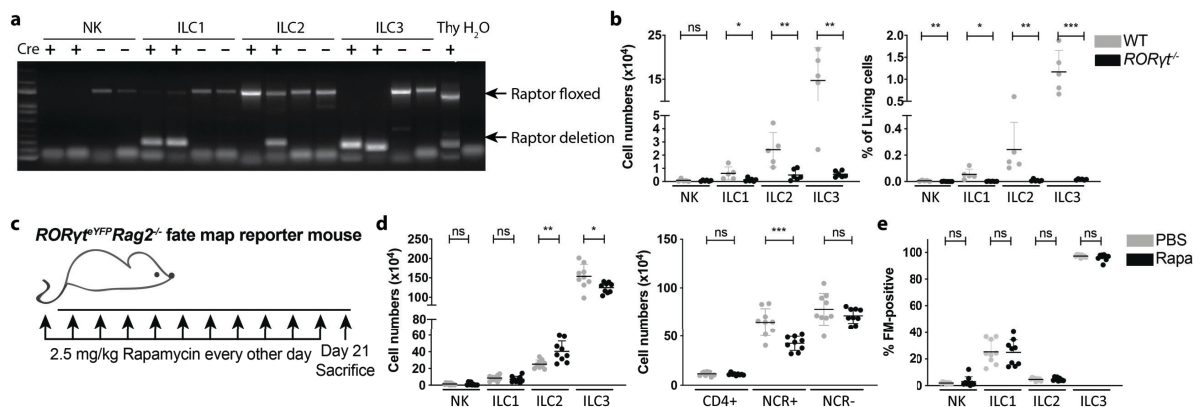 a
NK ILC1 ILC2 ILC3 Thy H2O
Cre + + − − + + − − + + − − + + − − +
Raptor floxed
Raptor deletion
b
25
15
5
4
3
2
1
0
Cell numbers (x10⁴)
ns * ** **
NK ILC1 ILC2 ILC3
2.0
1.5
1.0
0.5
0.4
0.2
0.0
% of Living cells
** * ** ***
NK ILC1 ILC2 ILC3
WT
RORγt-/-
c
RORγteYFPRag2-/- fate map reporter mouse
2.5 mg/kg Rapamycin every other day
Day 21
Sacrifice
d
250
200
150
100
80
60
40
20
0
Cell numbers (x10⁴)
ns ns ** *
NK ILC1 ILC2 ILC3
150
100
50
0
Cell numbers (x10⁴)
ns *** ns
CD4+ NCR+ NCR-
e
100
80
60
40
20
0
% FM-positive
ns ns ns ns
NK ILC1 ILC2 ILC3
PBS
Rapa